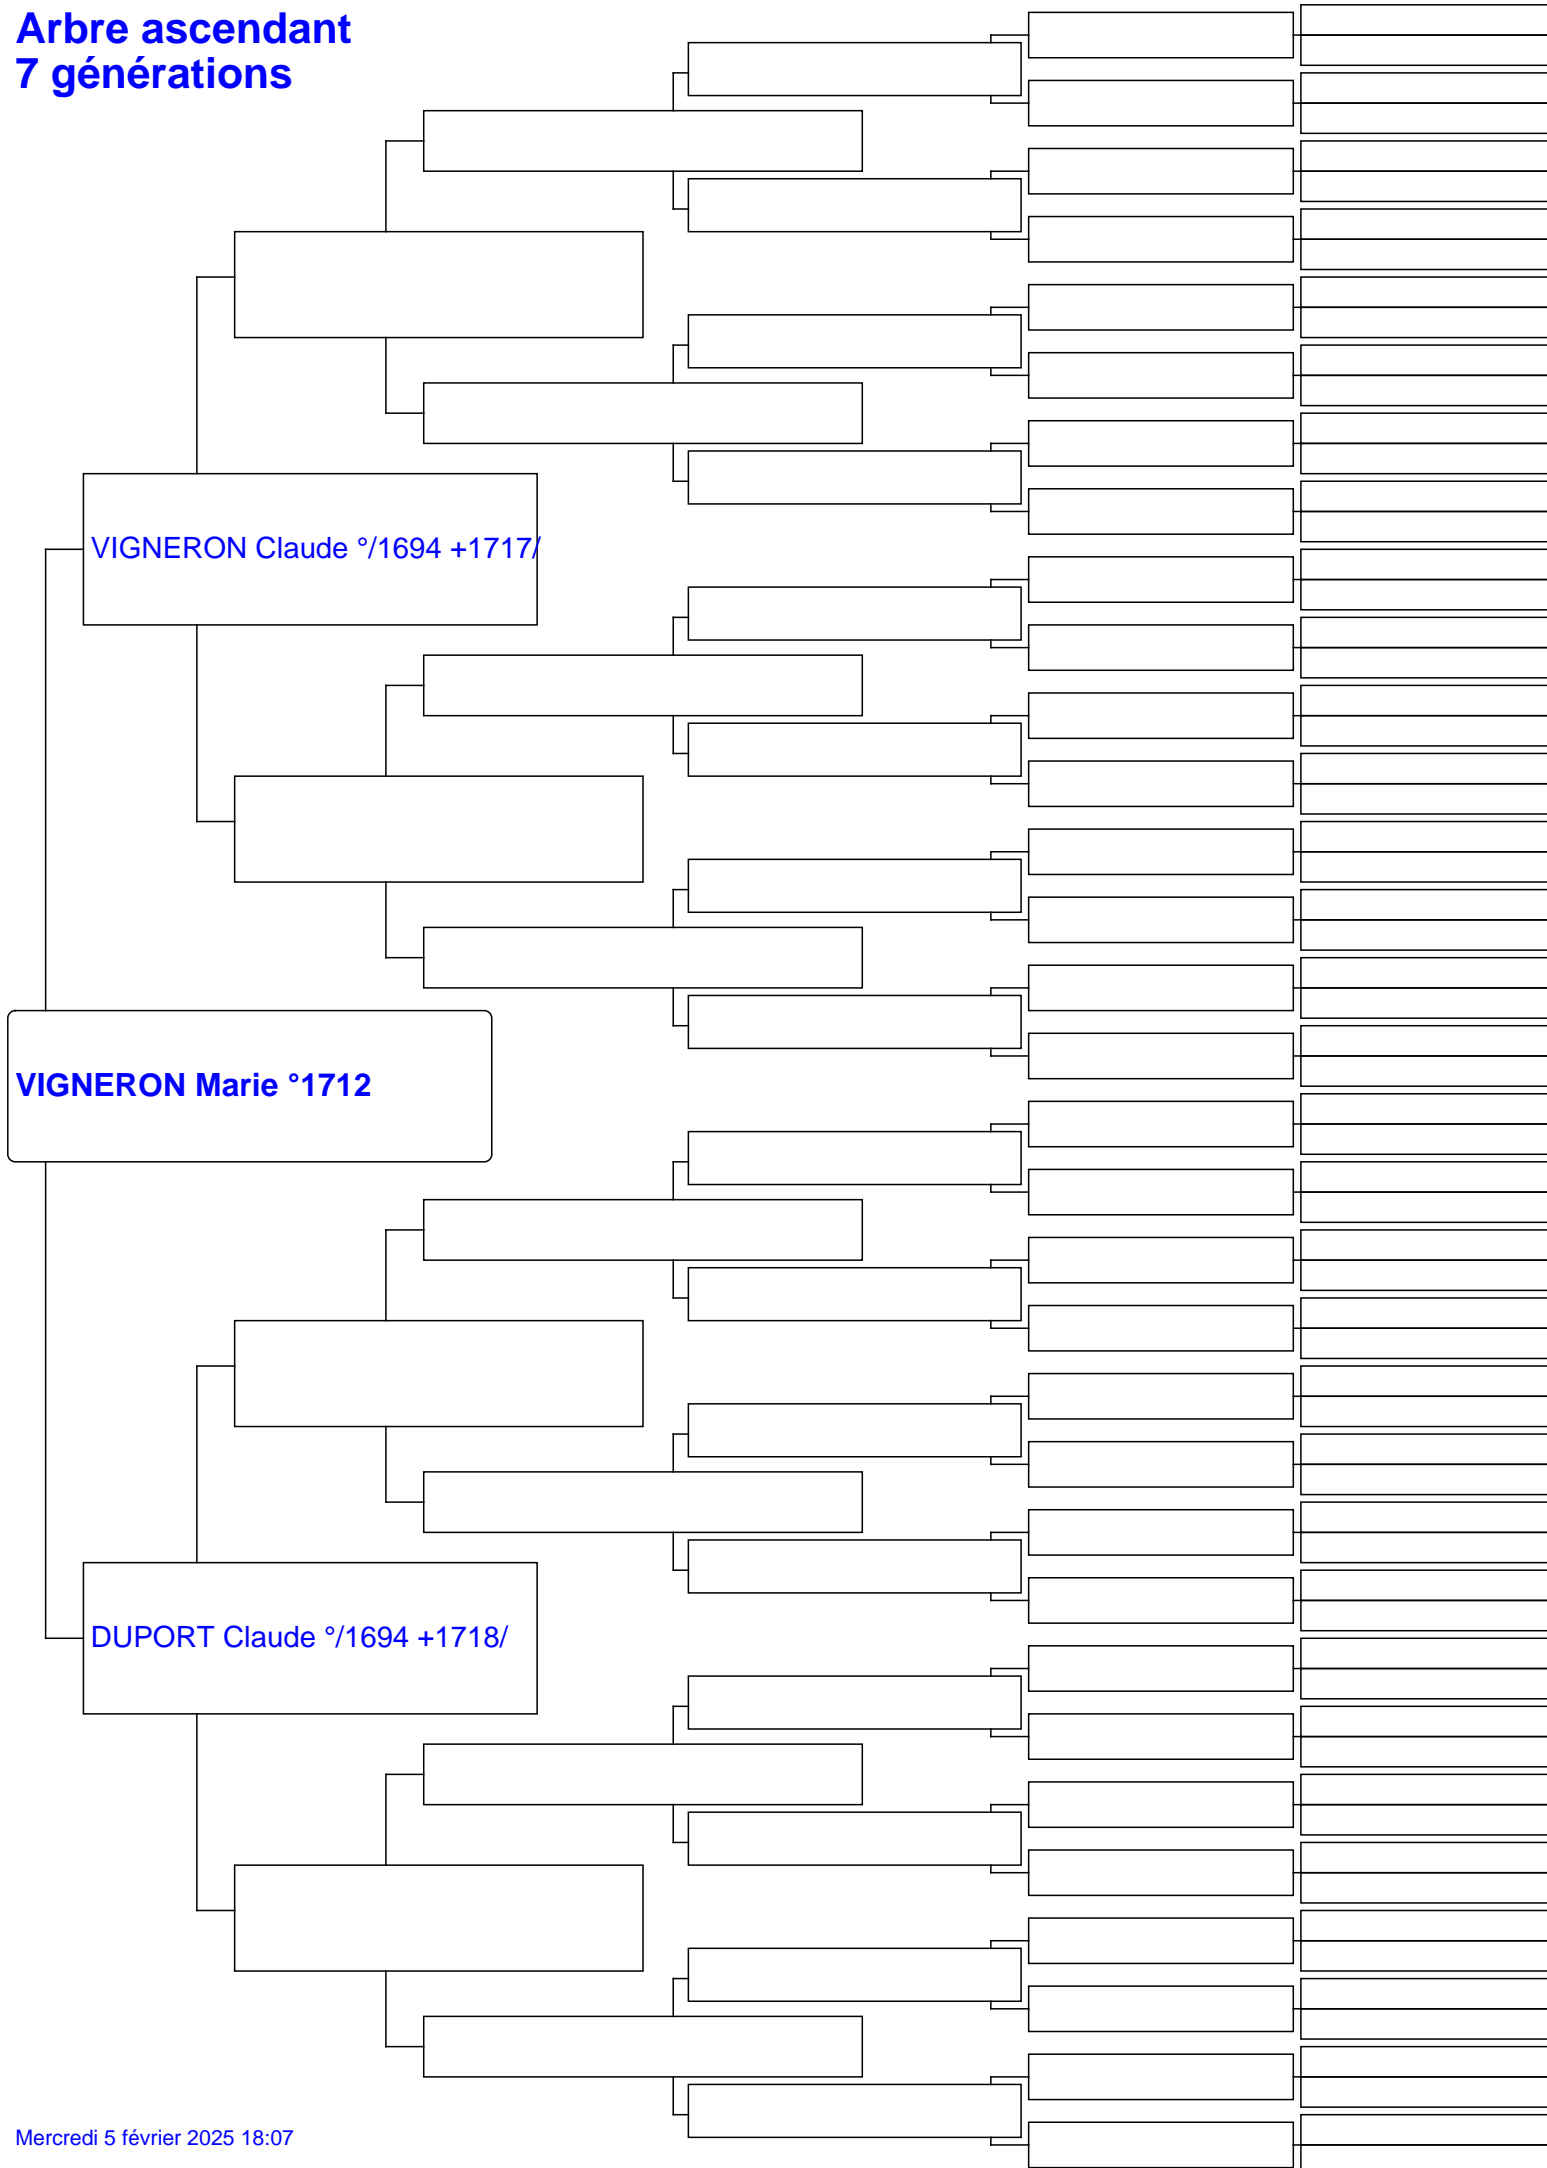 Arbre ascendant
7 générations
VIGNERON Claude °/1694 +1717/
VIGNERON Marie °1712
DUPORT Claude °/1694 +1718/
Mercredi 5 février 2025 18:07